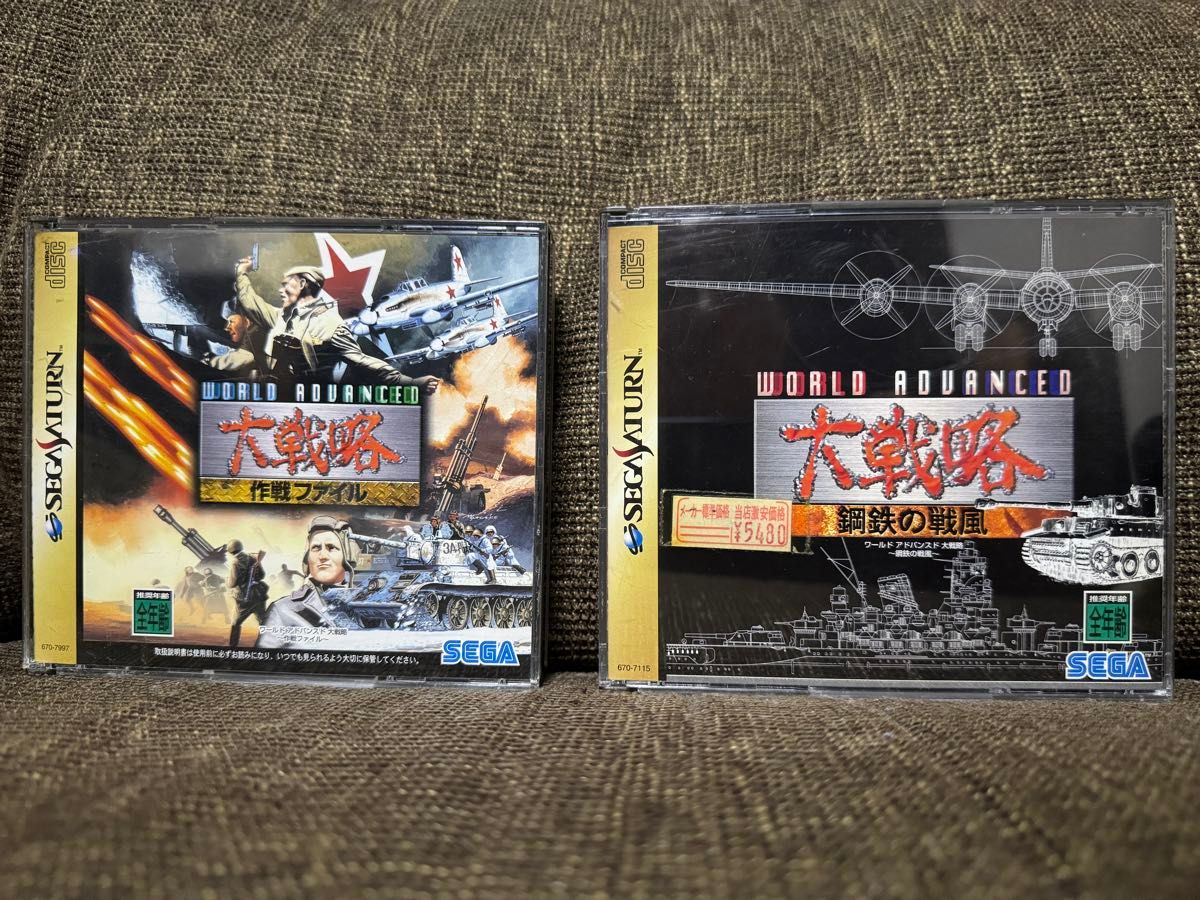 COMPACT
disc
SEGA SATURN™
WORLD ADVANCED
大戦略
作戦ファイル
ЗА
推奨年齢
全年齢
ワールド アドバンスド 大戦略
～作戦ファイル～
670-7997
取扱説明書は使用前に必ずお読みになり、いつでも見られるよう大切に保管してください。
SEGA
COMPACT
disc
SEGA SATURN™
WORLD ADVANCED
大戦略
メーカー標準価格
当店激安価格
¥5480
鋼鉄の戦風
ワールド アドバンスド 大戦略
～鋼鉄の戦風～
推奨年齢
全年齢
670-7115
SEGA